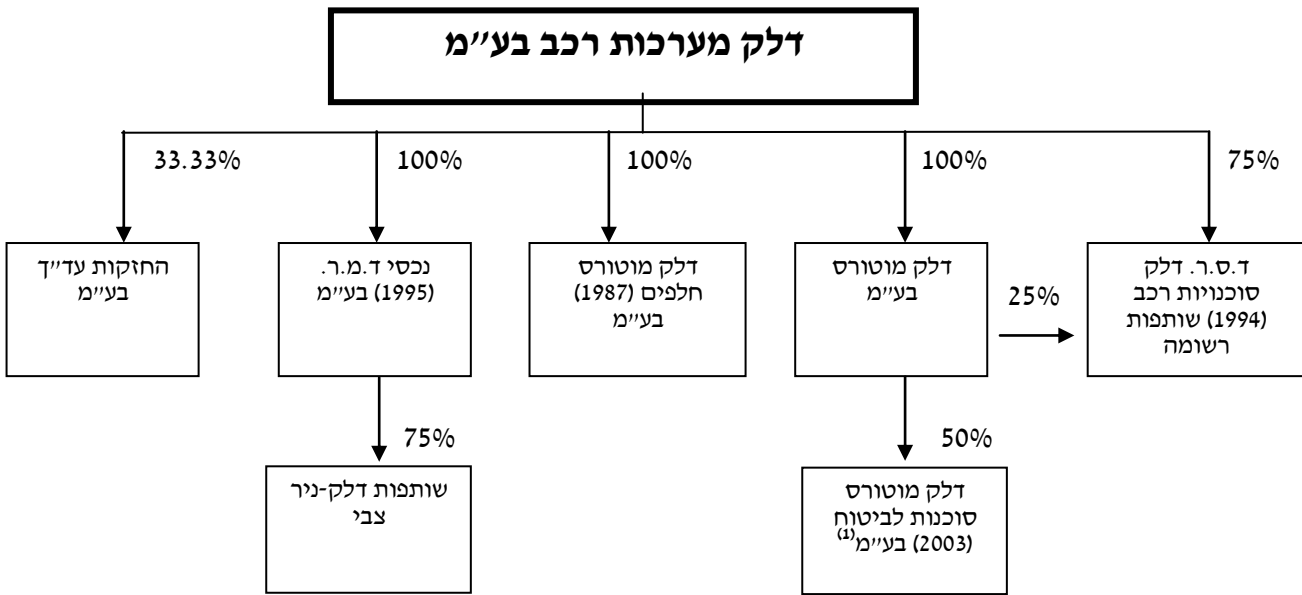 דלק מערכות רכב בע״מ
75%
100%
100%
100%
33.33%
ד.ס.ר. דלק
סוכנויות רכב
(1994) שותפות
רשומה
25%
דלק מוטורס
בע״מ
דלק מוטורס
חלפים (1987)
בע״מ
נכסי ד.מ.ר.
(1995) בע״מ
החזקות עד״ך
בע״מ
50%
75%
דלק מוטורס
סוכנות לביטוח
(2003) בע״מ(1)
שותפות דלק-ניר
צבי